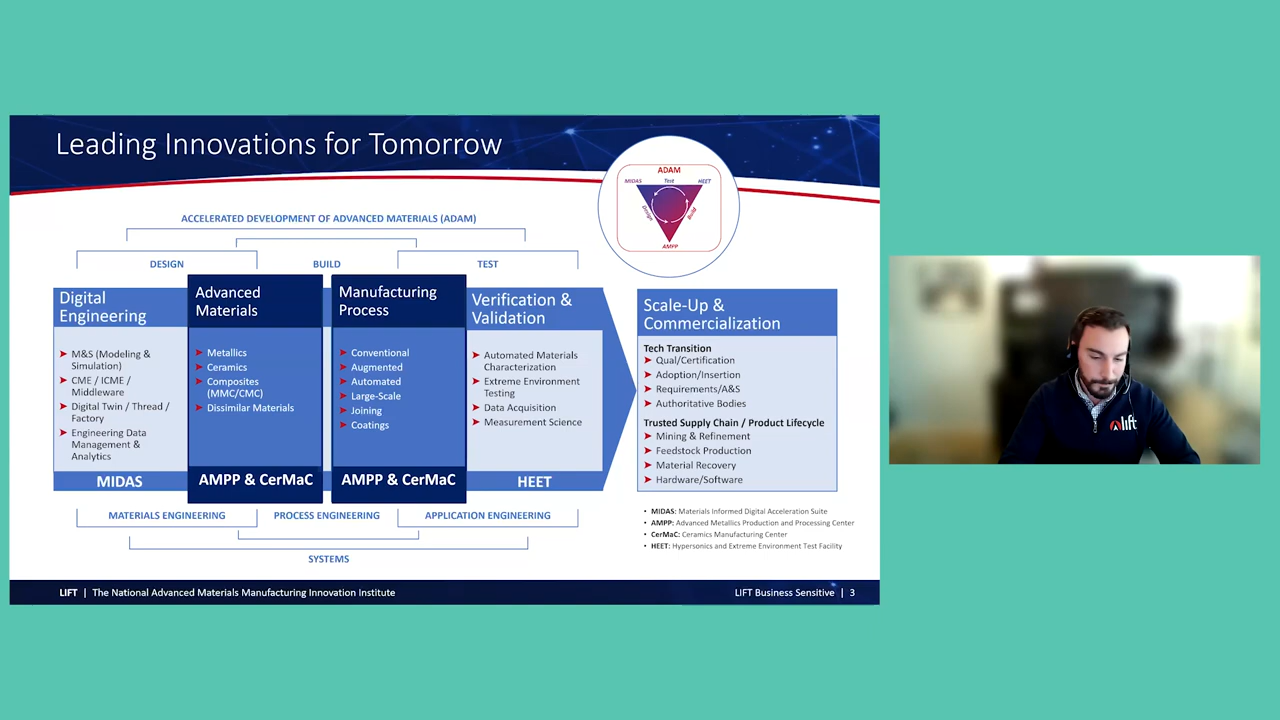 Leading Innovations for Tomorrow
ADAM
MIDAS
Test
HEET
Design
Build
AMPP
ACCELERATED DEVELOPMENT OF ADVANCED MATERIALS (ADAM)
DESIGN
BUILD
TEST
Digital
Engineering
M&S (Modeling &
Simulation)
CME / ICME /
Middleware
Digital Twin / Thread /
Factory
Engineering Data
Management &
Analytics
MIDAS
Advanced
Materials
Metallics
Ceramics
Composites
(MMC/CMC)
Dissimilar Materials
AMPP & CerMaC
Manufacturing
Process
Conventional
Augmented
Automated
Large-Scale
Joining
Coatings
AMPP & CerMaC
Verification &
Validation
Automated Materials
Characterization
Extreme Environment
Testing
Data Acquisition
Measurement Science
HEET
Scale-Up &
Commercialization
Tech Transition
Qual/Certification
Adoption/Insertion
Requirements/A&S
Authoritative Bodies
Trusted Supply Chain / Product Lifecycle
Mining & Refinement
Feedstock Production
Material Recovery
Hardware/Software
MATERIALS ENGINEERING
PROCESS ENGINEERING
APPLICATION ENGINEERING
SYSTEMS
• MIDAS: Materials Informed Digital Acceleration Suite
• AMPP: Advanced Metallics Production and Processing Center
• CerMaC: Ceramics Manufacturing Center
• HEET: Hypersonics and Extreme Environment Test Facility
LIFT | The National Advanced Materials Manufacturing Innovation Institute
LIFT Business Sensitive | 3
lift